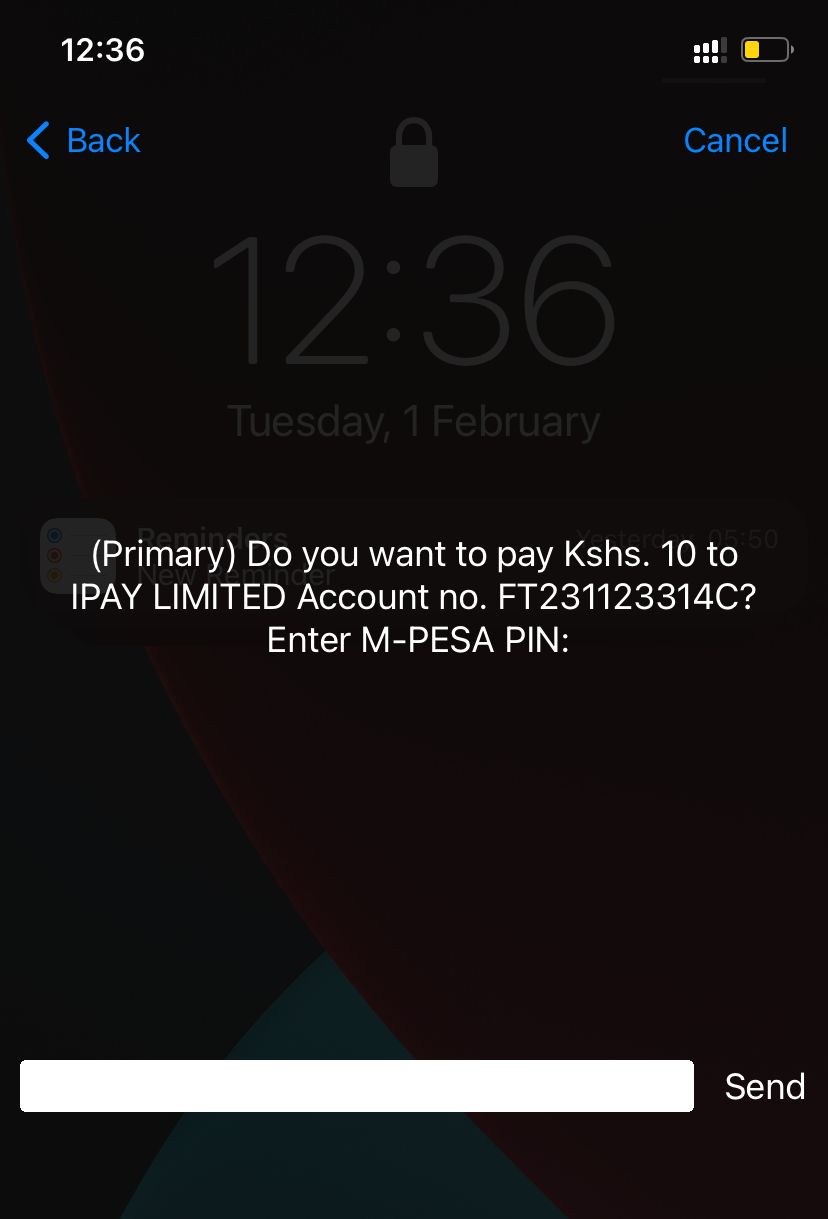 12:36
Back
Cancel
12:36
Tuesday, 1 February
Reminders
Yesterday, 05:50
New Reminder
(Primary) Do you want to pay Kshs. 10 to
IPAY LIMITED Account no. FT231123314C?
Enter M-PESA PIN:
Send